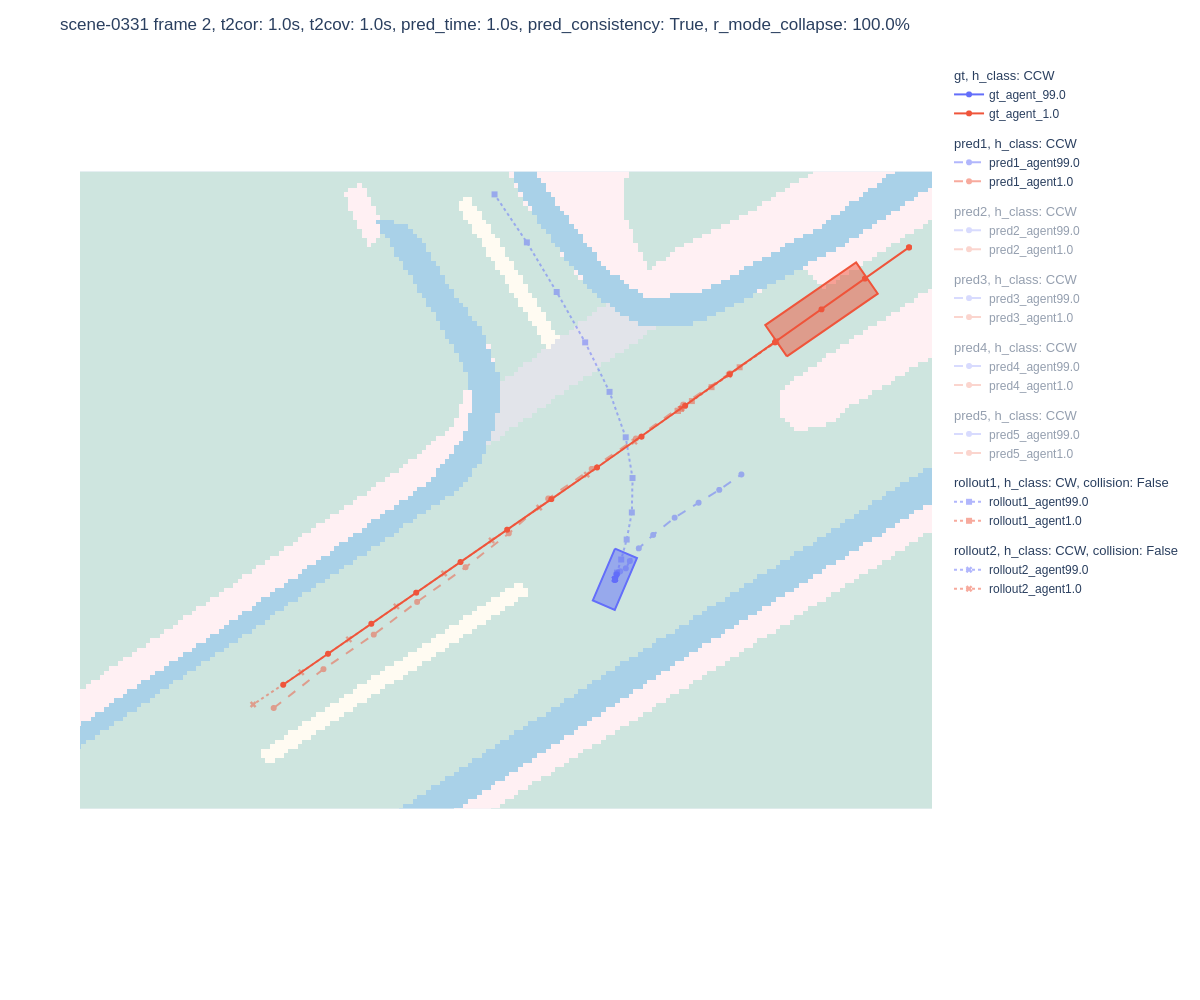 scene-0331 frame 2, t2cor: 1.0s, t2cov: 1.0s, pred_time: 1.0s, pred_consistency: True, r_mode_collapse: 100.0%
gt, h_class: CCW
gt_agent_99.0
gt_agent_1.0
pred1, h_class: CCW
pred1_agent99.0
pred1_agent1.0
pred2, h_class: CCW
pred2_agent99.0
pred2_agent1.0
pred3, h_class: CCW
pred3_agent99.0
pred3_agent1.0
pred4, h_class: CCW
pred4_agent99.0
pred4_agent1.0
pred5, h_class: CCW
pred5_agent99.0
pred5_agent1.0
rollout1, h_class: CW, collision: False
rollout1_agent99.0
rollout1_agent1.0
rollout2, h_class: CCW, collision: False
rollout2_agent99.0
rollout2_agent1.0